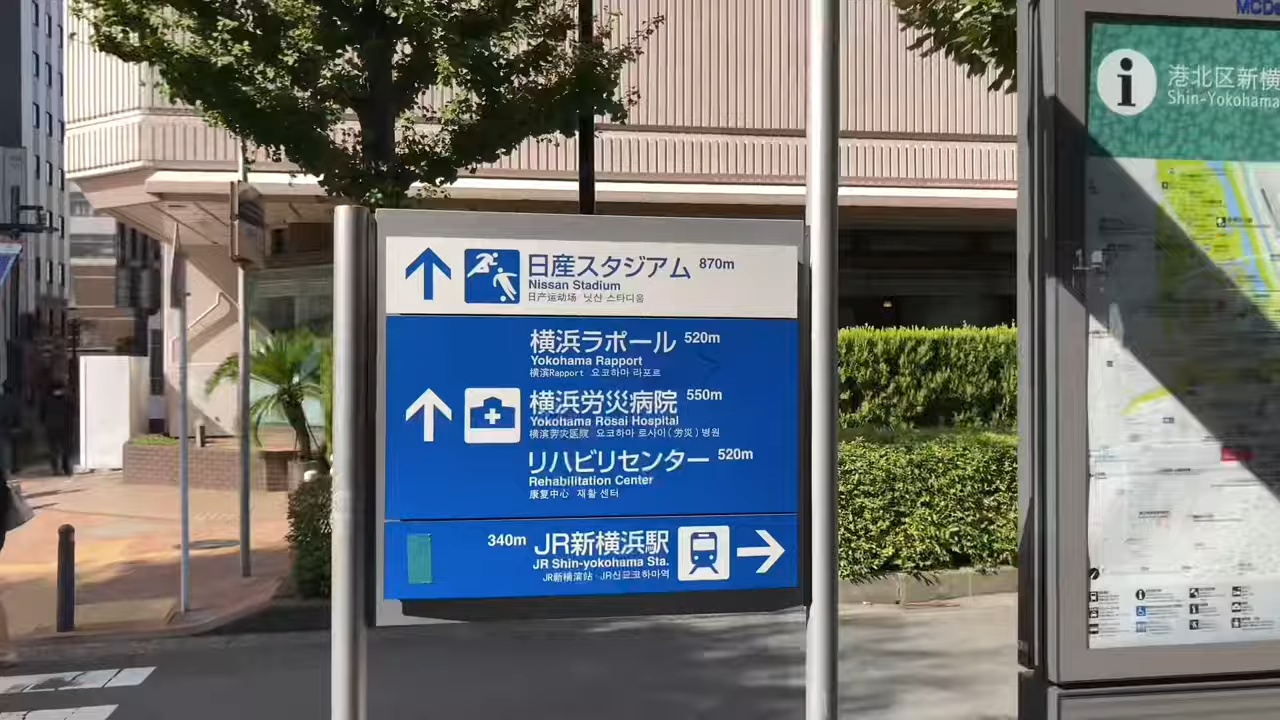 日産スタジアム 870m
Nissan Stadium
日产运动场 닛산 스타디움
横浜ラポール 520m
Yokohama Rapport
横滨Rapport 요코하마 라포르
横浜労災病院 550m
Yokohama Rosai Hospital
横滨劳灾医院 요코하마 로사이(労災)병원
リハビリセンター 520m
Rehabilitation Center
康复中心 재활 센터
340m JR新横浜駅
JR Shin-yokohama Sta.
JR新横滨站 JR신요코하마역
MCDe
i 港北区新横
Shin-Yokohama